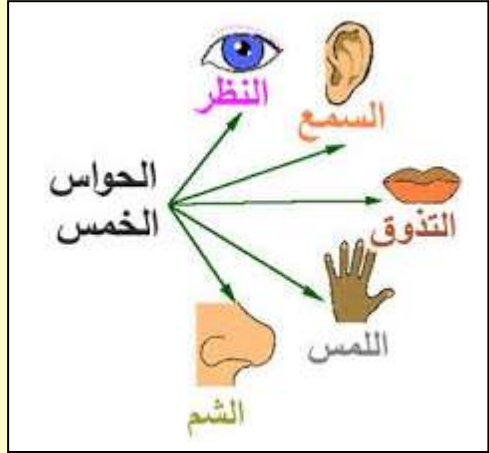 النظر
السمع
الحواس
الخمس
التذوق
اللمس
الشم